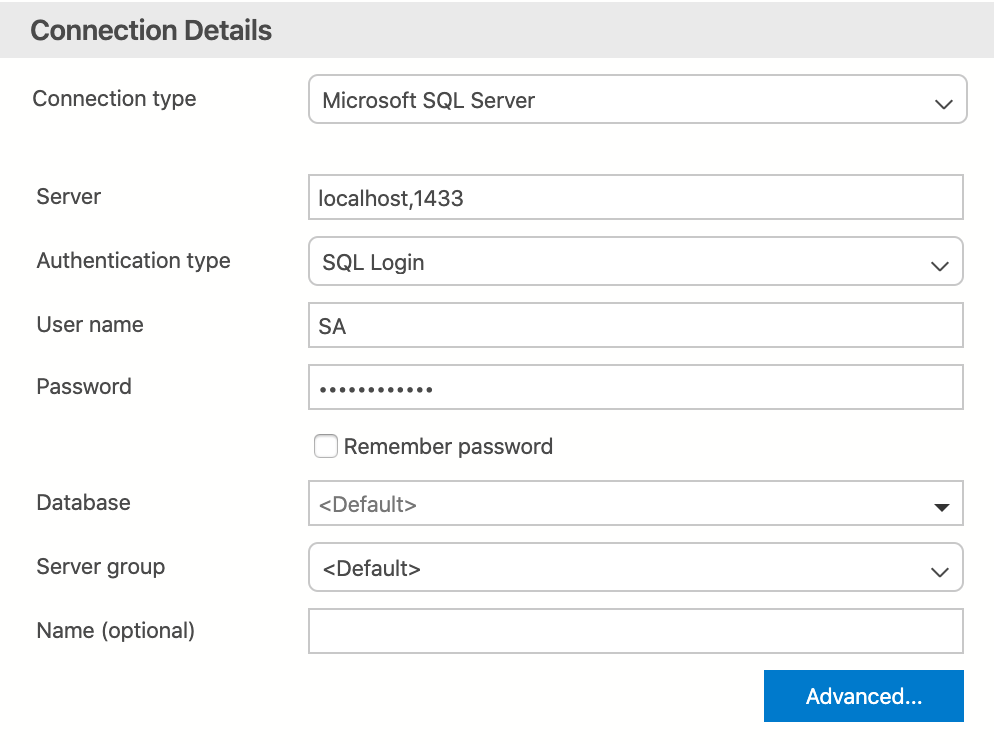 Connection Details
Connection type Microsoft SQL Server
Server localhost,1433
Authentication type SQL Login
User name SA
Password ••••••••••••
Remember password
Database <Default>
Server group <Default>
Name (optional)
Advanced...